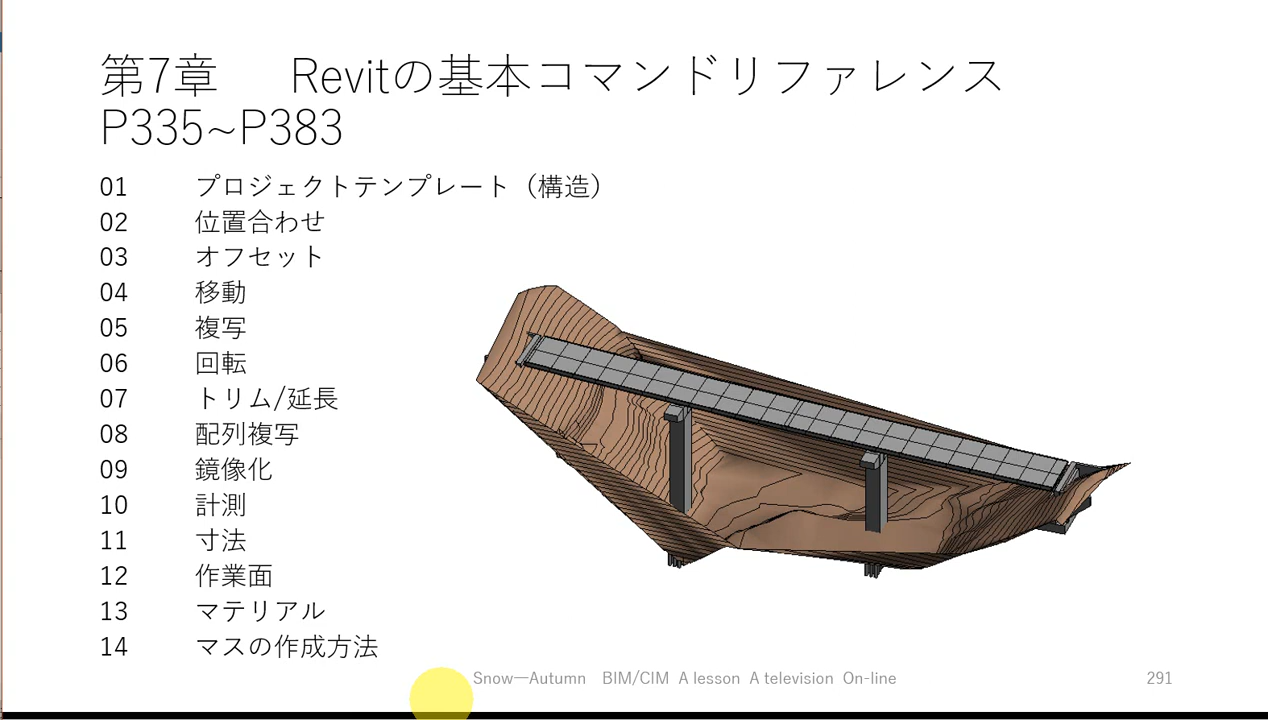 第7章　Revitの基本コマンドリファレンス
P335~P383
01 プロジェクトテンプレート（構造）
02 位置合わせ
03 オフセット
04 移動
05 複写
06 回転
07 トリム/延長
08 配列複写
09 鏡像化
10 計測
11 寸法
12 作業面
13 マテリアル
14 マスの作成方法
Snow―Autumn BIM/CIM A lesson A television On-line
291